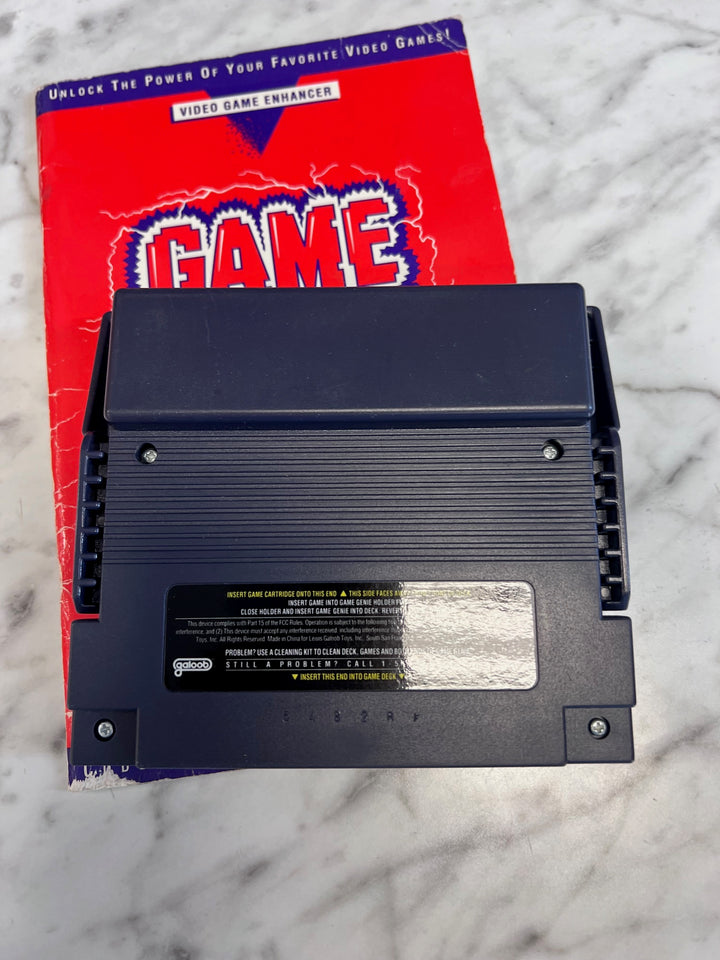 UNLOCK THE POWER OF YOUR FAVORITE VIDEO GAMES!
VIDEO GAME ENHANCER
GAME
INSERT GAME CARTRIDGE ONTO THIS END ▲ THIS SIDE FACES
INSERT GAME INTO GAME GENIE HOLDER
CLOSE HOLDER AND INSERT GAME GENIE INTO DECK.
This device complies with Part 15 of the FCC Rules. Operation is subject to the following
interference, and (2) This device must accept any interference received, including interference
Toys, Inc. All Rights Reserved. Made in China for Lewis Galoob Toys, Inc., South San
PROBLEM? USE A CLEANING KIT TO CLEAN DECK, GAMES AND
galoob
STILL A PROBLEM? CALL 1-
▼ INSERT THIS END INTO GAME DECK ▼